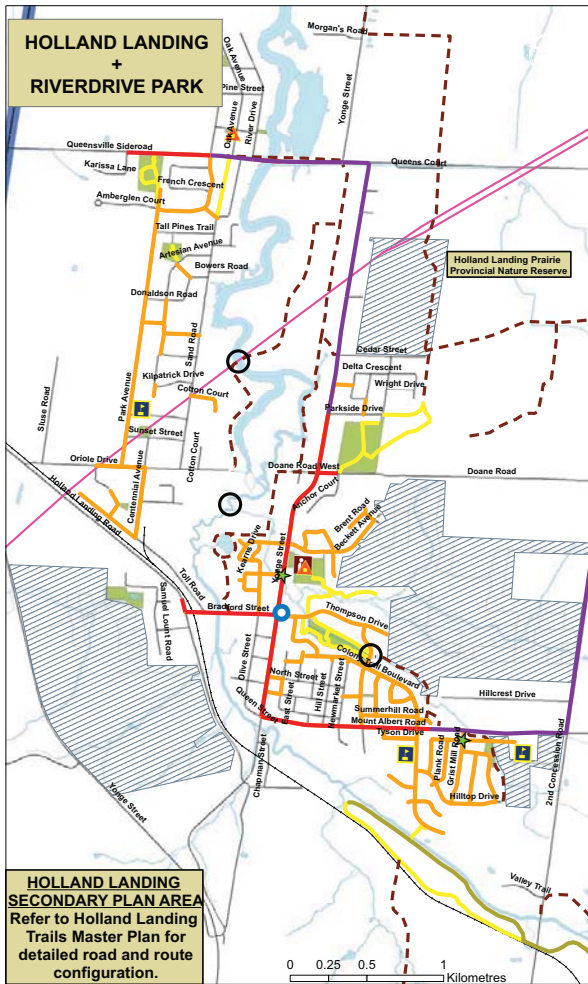 HOLLAND LANDING
+
RIVERDRIVE PARK
Morgan's Road
Oak Avenue
Pine Street
Oak Avenue
River Drive
Yonge Street
Queensville Sideroad
Queens Court
Karissa Lane
French Crescent
Amberglen Court
Tall Pines Trail
Artesian Avenue
Bowers Road
Holland Landing Prairie
Provincial Nature Reserve
Donaldson Road
Sand Road
Cedar Street
Delta Crescent
Kilpatrick Drive
Wright Drive
Cotton Court
Park Avenue
Parkside Drive
Sluse Road
Sunset Street
Cotton Court
Oriole Drive
Centennial Avenue
Doane Road West
Doane Road
Holland Landing Road
Anchor Court
Brent Road
Beckett Avenue
Kearns Drive
Yonge Street
Toll Road
Samuel Lount Road
Bradford Street
Thompson Drive
Olive Street
Colony Trail Boulevard
North Street
East Street
Hill Street
Newmarket Street
Hillcrest Drive
Summerhill Road
Queen Street
Mount Albert Road
Tyson Drive
Plank Road
Grist Mill Road
2nd Concession Road
Chapman Street
Yonge Street
Hilltop Drive
Valley Trail
HOLLAND LANDING
SECONDARY PLAN AREA
Refer to Holland Landing
Trails Master Plan for
detailed road and route
configuration.
0 0.25 0.5 1
Kilometres